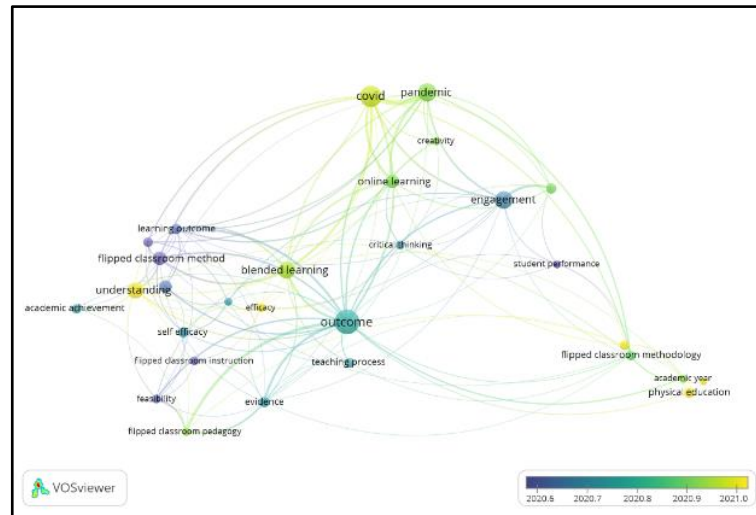 covid
pandemic
creativity
online learning
engagement
learning outcome
critical thinking
flipped classroom method
student performance
blended learning
understanding
academic achievement
efficacy
outcome
self efficacy
flipped classroom methodology
flipped classroom instruction
teaching process
academic year
physical education
feasibility
evidence
flipped classroom pedagogy
VOSviewer
2020.6 2020.7 2020.8 2020.9 2021.0